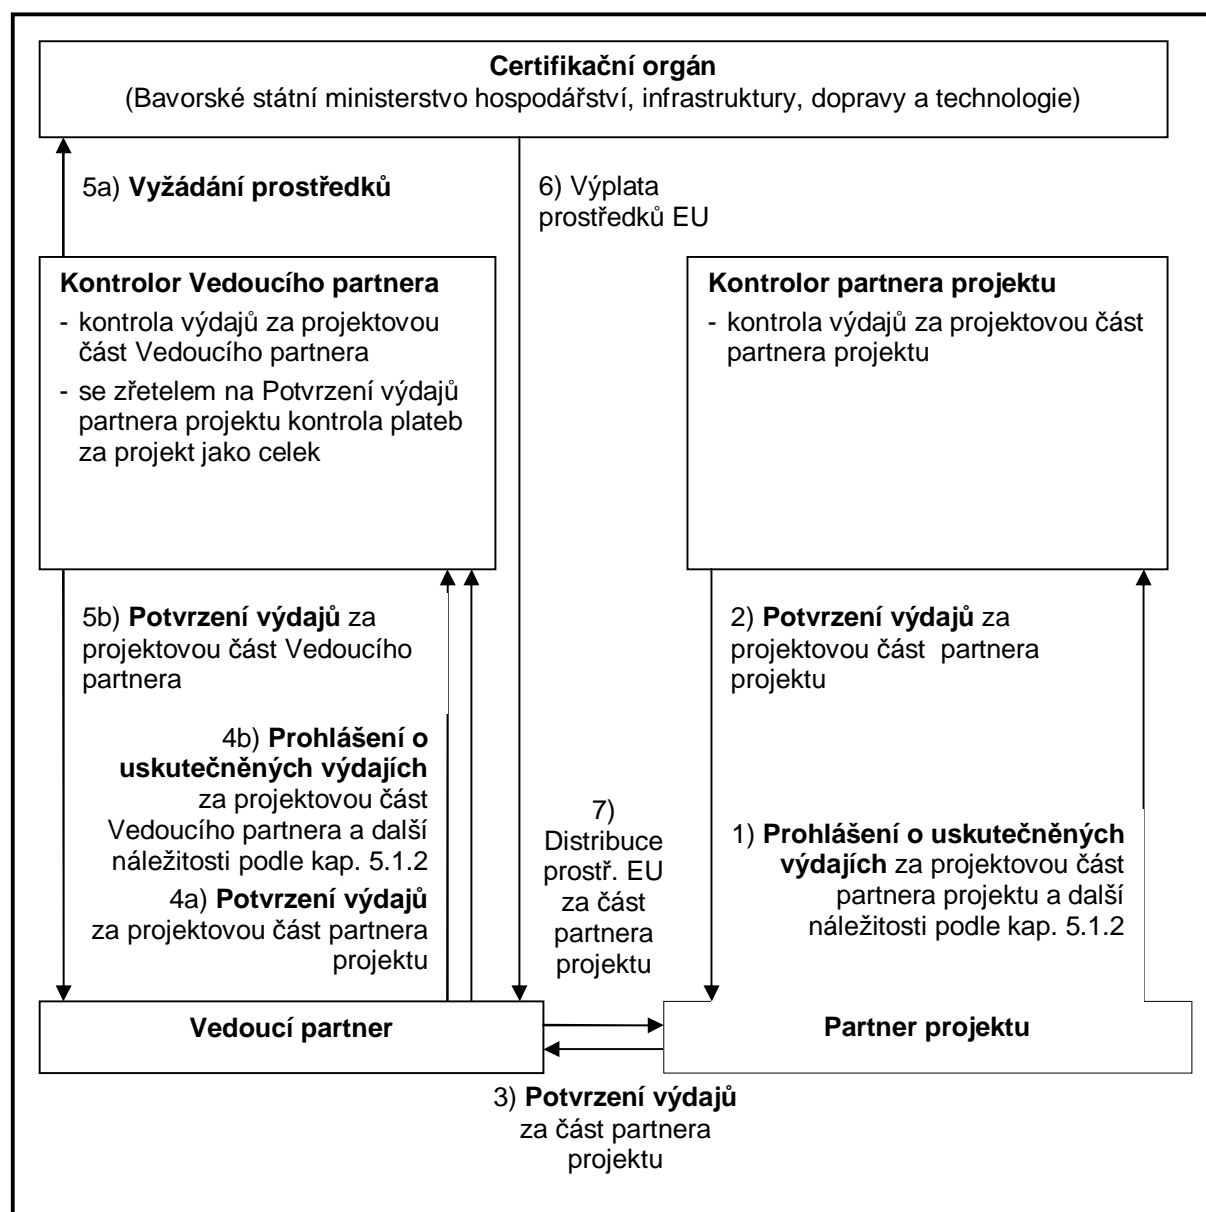 Certifikační orgán
(Bavorské státní ministerstvo hospodářství, infrastruktury, dopravy a technologie)
5a) Vyžádání prostředků
6) Výplata
prostředků EU
Kontrolor Vedoucího partnera
- kontrola výdajů za projektovou
část Vedoucího partnera
- se zřetelem na Potvrzení výdajů
partnera projektu kontrola plateb
za projekt jako celek
Kontrolor partnera projektu
- kontrola výdajů za projektovou část
partnera projektu
5b) Potvrzení výdajů za
projektovou část Vedoucího
partnera
2) Potvrzení výdajů za
projektovou část partnera
projektu
4b) Prohlášení o
uskutečněných výdajích
za projektovou část
Vedoucího partnera a další
náležitosti podle kap. 5.1.2
4a) Potvrzení výdajů
za projektovou část partnera
projektu
7)
Distribuce
prostř. EU
za část
partnera
projektu
1) Prohlášení o uskutečněných
výdajích za projektovou část
partnera projektu a další
náležitosti podle kap. 5.1.2
Vedoucí partner
Partner projektu
3) Potvrzení výdajů
za část partnera
projektu